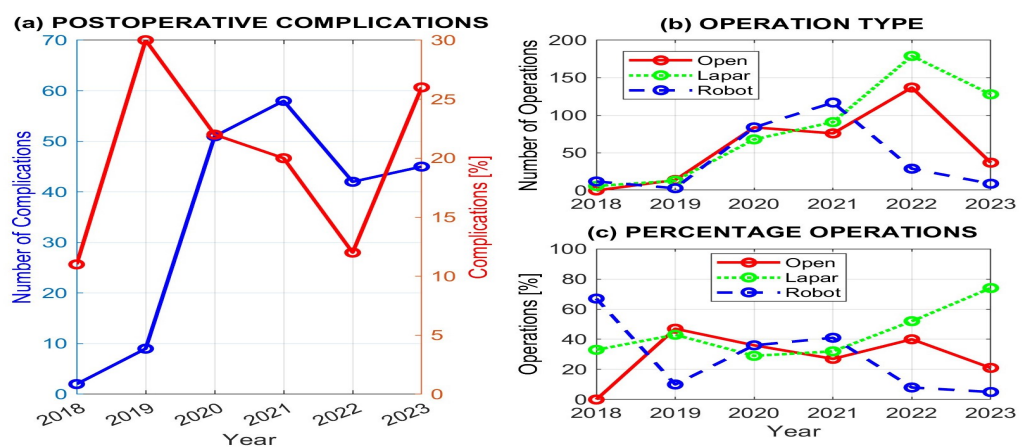 (a) POSTOPERATIVE COMPLICATIONS
70
60
50
40
30
20
10
0
Number of Complications
30
25
20
15
10
5
0
Complications [%]
2018
2019
2020
2021
2022
2023
Year
(b) OPERATION TYPE
200
150
100
50
0
Number of Operations
Open
Lapar
Robot
2018
2019
2020
2021
2022
2023
(c) PERCENTAGE OPERATIONS
100
80
60
40
20
0
Operations [%]
Open
Lapar
Robot
2018
2019
2020
2021
2022
2023
Year